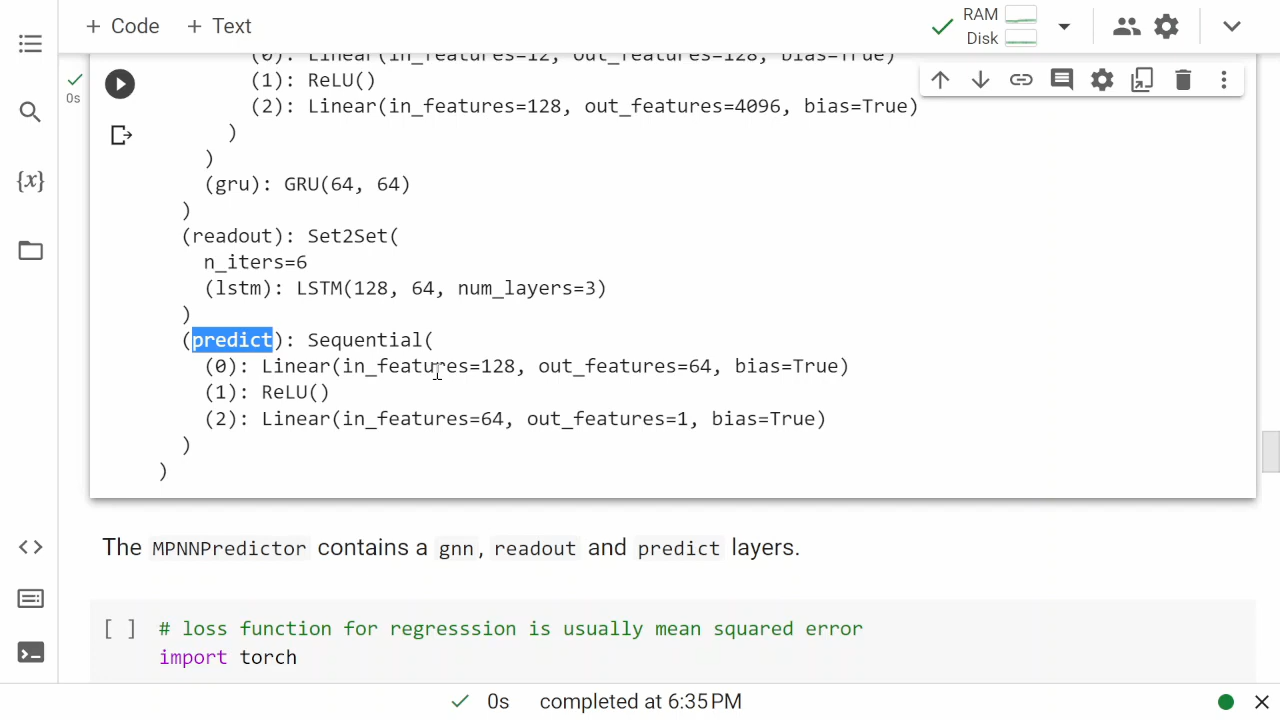 + Code + Text
RAM
Disk
(0): Linear(in_features=12, out_features=128, bias=True)
0s
(1): ReLU()
(2): Linear(in_features=128, out_features=4096, bias=True)
)
)
(gru): GRU(64, 64)
)
(readout): Set2Set(
n_iters=6
(lstm): LSTM(128, 64, num_layers=3)
)
(predict): Sequential(
(0): Linear(in_features=128, out_features=64, bias=True)
(1): ReLU()
(2): Linear(in_features=64, out_features=1, bias=True)
)
)
The MPNNPredictor contains a gnn, readout and predict layers.
[ ] # loss function for regresssion is usually mean squared error
import torch
0s completed at 6:35 PM